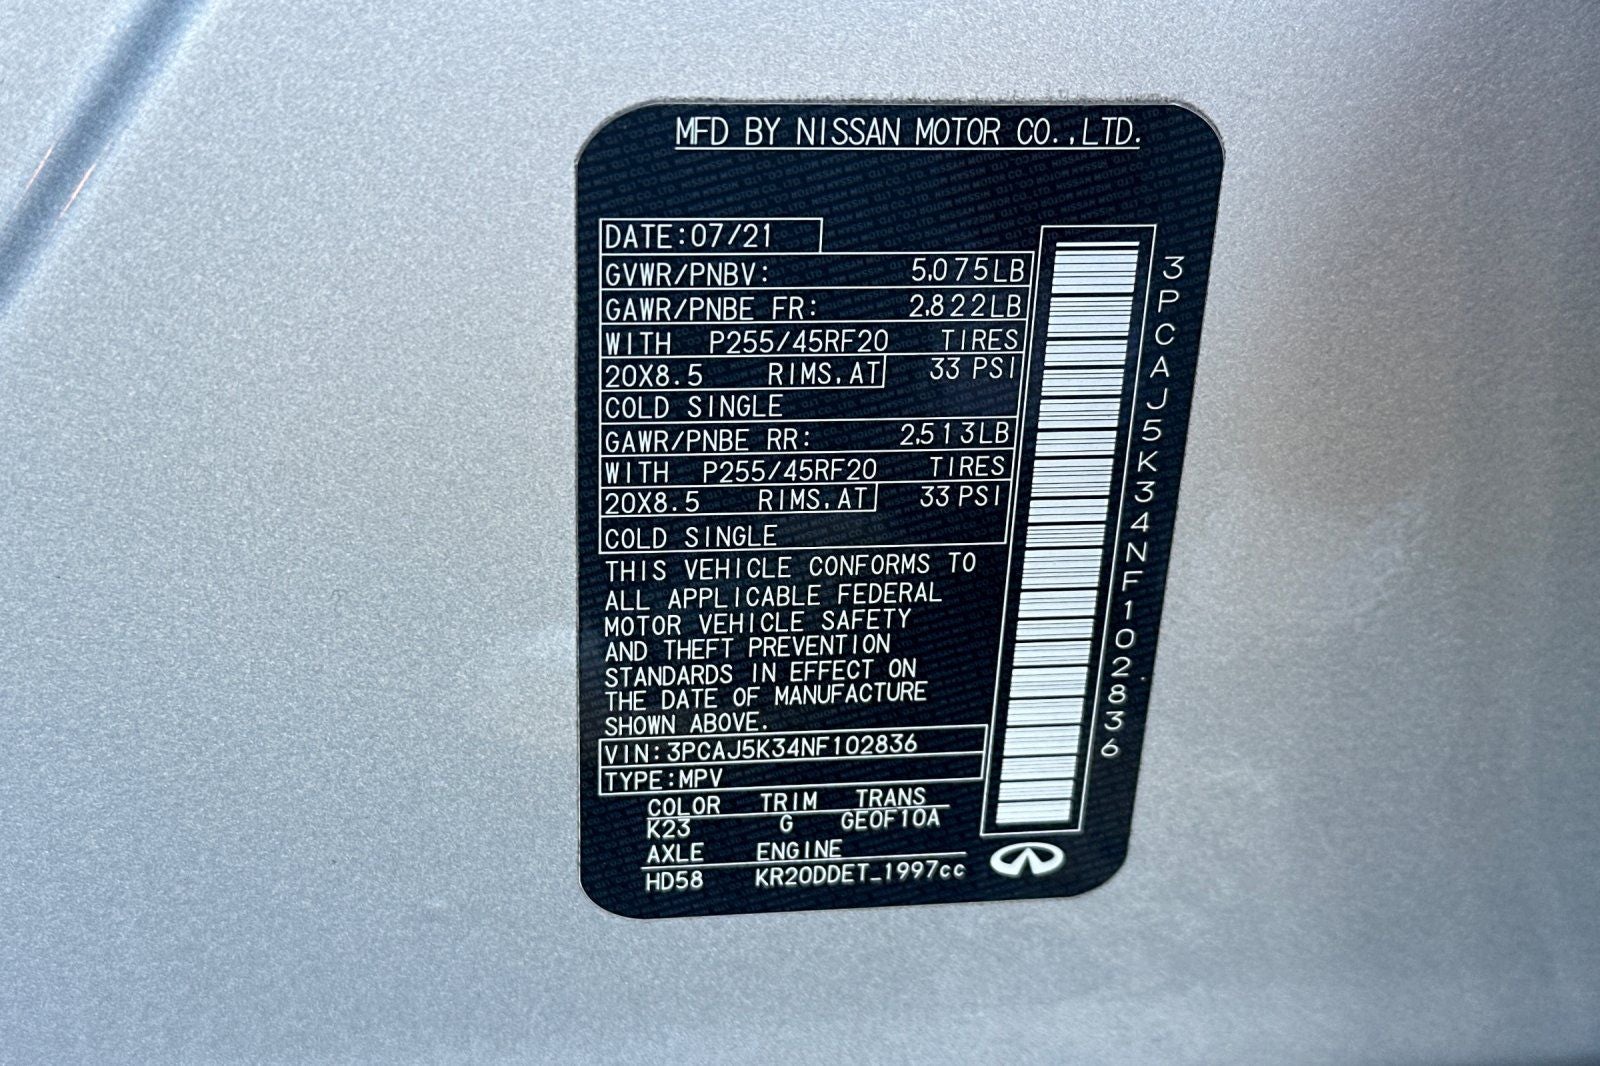 MFD BY NISSAN MOTOR CO.,LTD.
DATE:07/21
GVWR/PNBV: 5,075LB
GAWR/PNBE FR: 2,822LB
WITH P255/45RF20 TIRES
20X8.5 RIMS,AT 33 PSI
COLD SINGLE
GAWR/PNBE RR: 2,513LB
WITH P255/45RF20 TIRES
20X8.5 RIMS,AT 33 PSI
COLD SINGLE
THIS VEHICLE CONFORMS TO
ALL APPLICABLE FEDERAL
MOTOR VEHICLE SAFETY
AND THEFT PREVENTION
STANDARDS IN EFFECT ON
THE DATE OF MANUFACTURE
SHOWN ABOVE.
VIN:3PCAJ5K34NF102836
TYPE:MPV
COLOR TRIM TRANS
K23 G GE0F10A
AXLE ENGINE
HD58 KR20DDET_1997cc
3PCAJ5K34NF102836